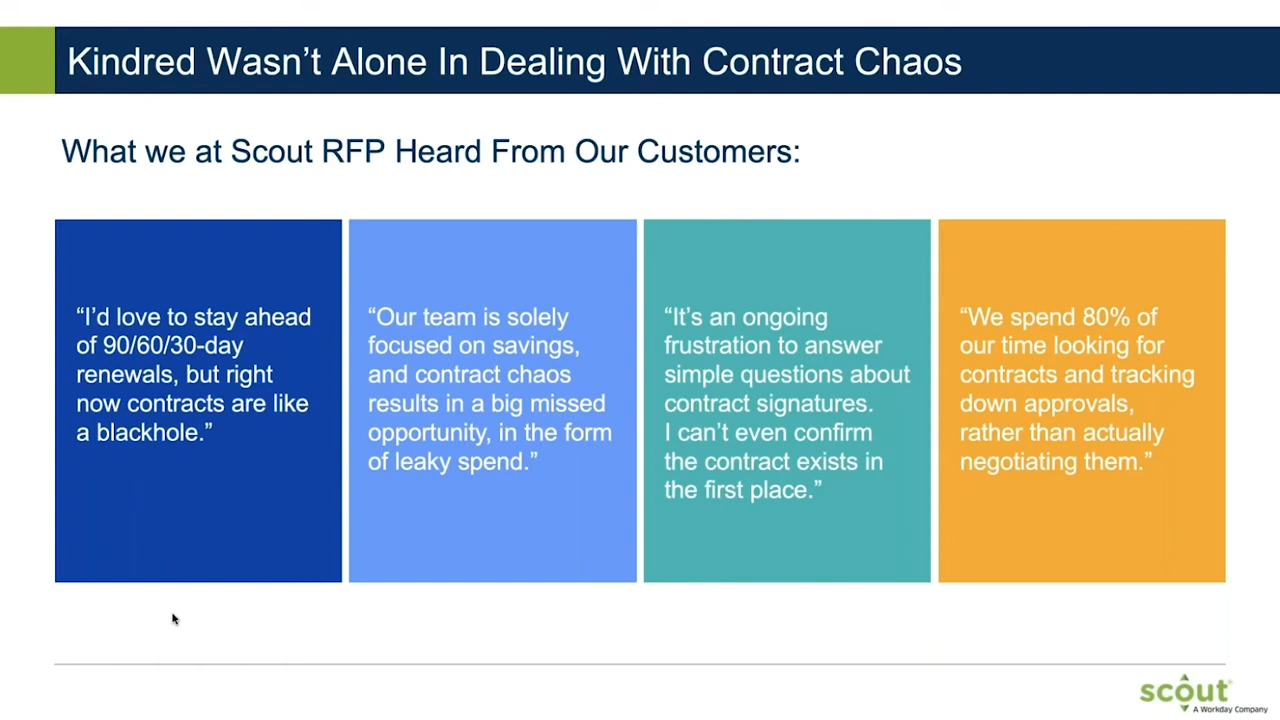 Kindred Wasn’t Alone In Dealing With Contract Chaos
What we at Scout RFP Heard From Our Customers:
“I’d love to stay ahead
of 90/60/30-day
renewals, but right
now contracts are like
a blackhole.”
“Our team is solely
focused on savings,
and contract chaos
results in a big missed
opportunity, in the form
of leaky spend.”
“It’s an ongoing
frustration to answer
simple questions about
contract signatures.
I can’t even confirm
the contract exists in
the first place.”
“We spend 80% of
our time looking for
contracts and tracking
down approvals,
rather than actually
negotiating them.”
scout
A Workday Company